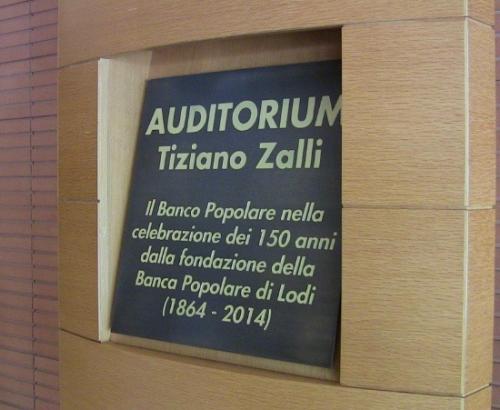 AUDITORIUM
Tiziano Zalli
Il Banco Popolare nella
celebrazione dei 150 anni
dalla fondazione della
Banca Popolare di Lodi
(1864 - 2014)